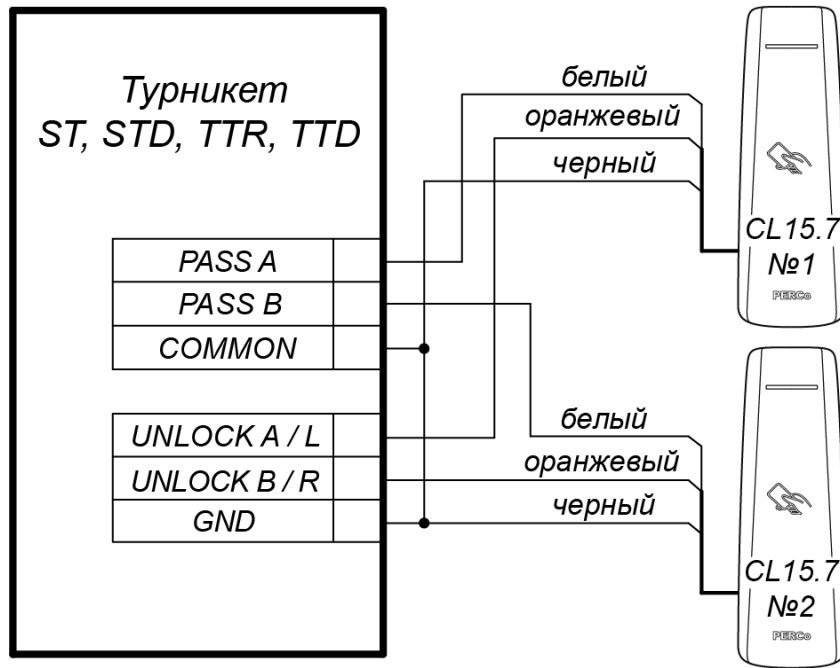 Турникет
ST, STD, TTR, TTD
PASS A
PASS B
COMMON
UNLOCK A / L
UNLOCK B / R
GND
белый
оранжевый
черный
CL15.7
№1
PERCo
белый
оранжевый
черный
CL15.7
№2
PERCo